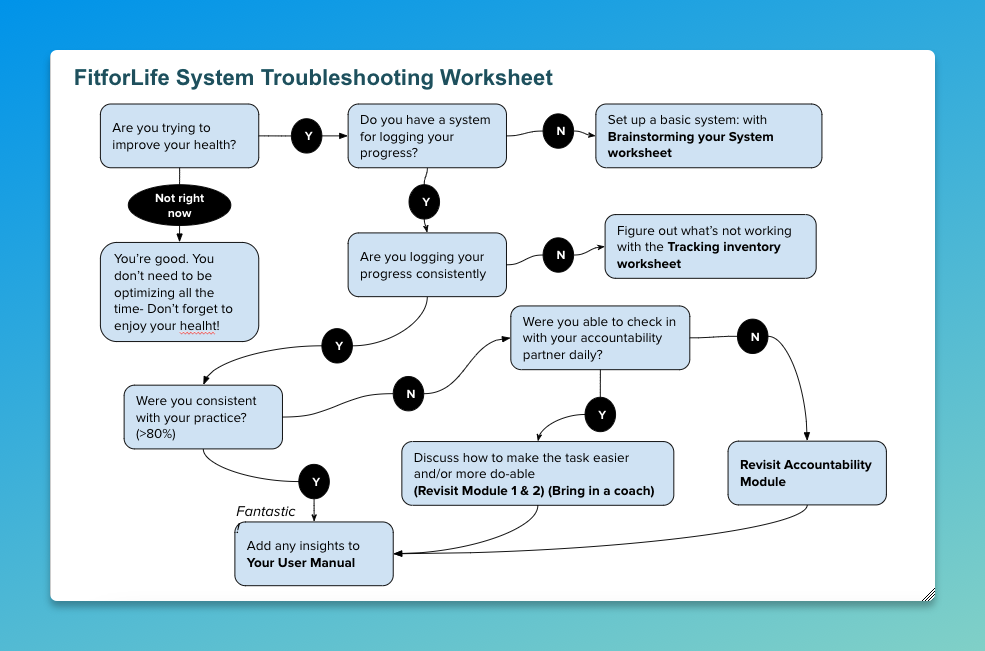 FitforLife System Troubleshooting Worksheet
Are you trying to
improve your health?
Y
Do you have a system
for logging your
progress?
N
Set up a basic system: with
Brainstorming your System
worksheet
Not right
now
Y
You're good. You
don't need to be
optimizing all the
time- Don't forget to
enjoy your healht!
Are you logging your
progress consistently
N
Figure out what's not working
with the Tracking inventory
worksheet
Y
Were you consistent
with your practice?
(>80%)
N
Were you able to check in
with your accountability
partner daily?
N
Y
Y
Discuss how to make the task easier
and/or more do-able
(Revisit Module 1 & 2) (Bring in a coach)
Revisit Accountability
Module
Fantastic
!
Add any insights to
Your User Manual